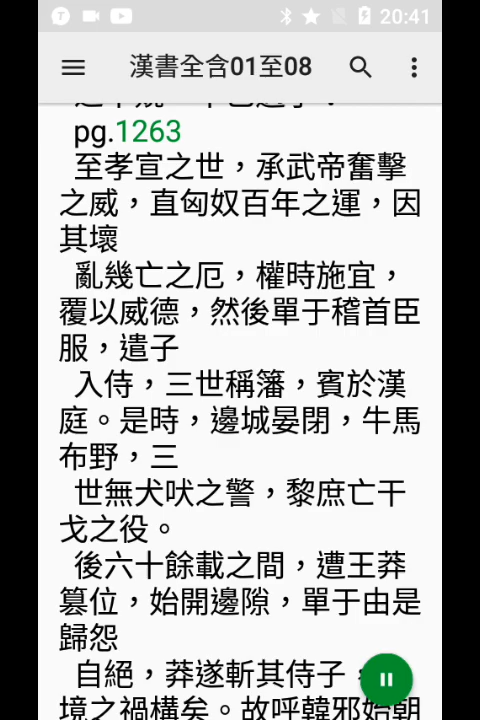 20:41
漢書全含01至08
pg.1263
至孝宣之世，承武帝奮擊
之威，直匈奴百年之運，因
其壞
亂幾亡之厄，權時施宜，
覆以威德，然後單于稽首臣
服，遣子
入侍，三世稱籓，賓於漢
庭。是時，邊城晏閉，牛馬
布野，三
世無犬吠之警，黎庶亡干
戈之役。
後六十餘載之間，遭王莽
篡位，始開邊隙，單于由是
歸怨
自絕，莽遂斬其侍子，
境之禍構矣。故呼韓邪始朝